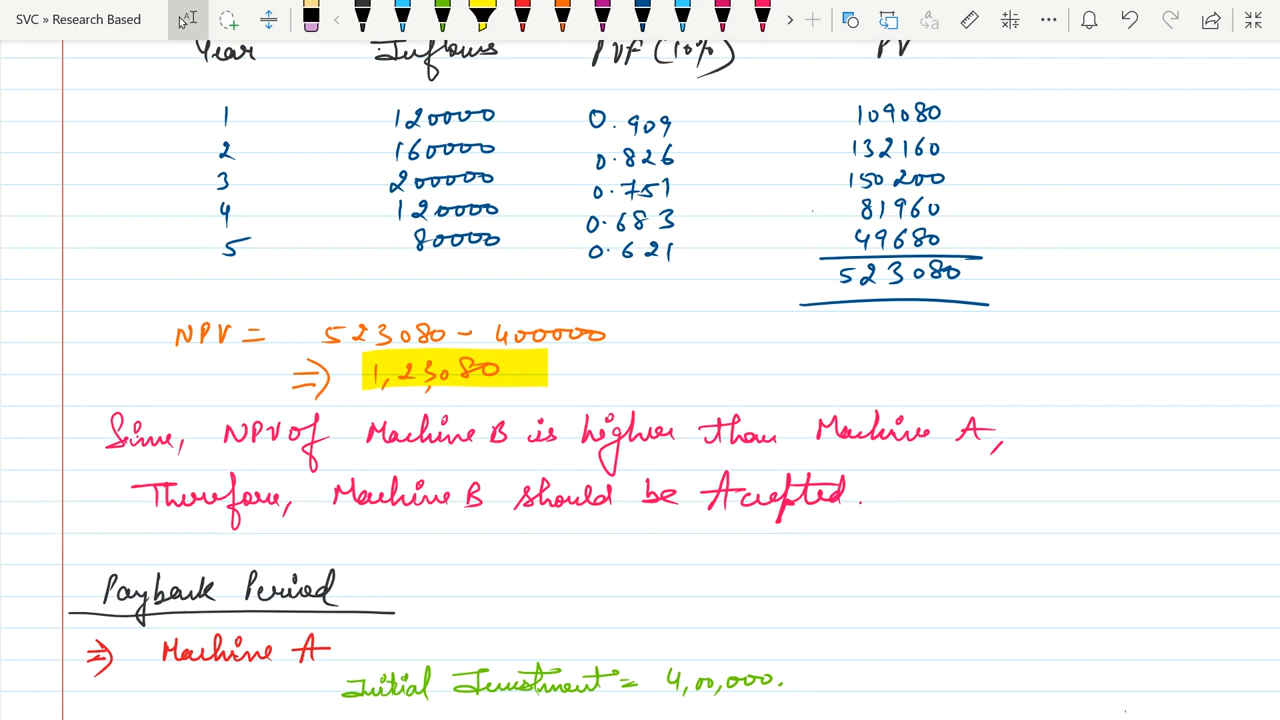 SVC » Research Based
Year Inflows PVF (10%) PV
1 120000 0.909 109080
2 160000 0.826 132160
3 200000 0.751 150200
4 120000 0.683 81960
5 80000 0.621 49680
523080
NPV = 523080 - 400000
⇒ 1,23,080
Since, NPV of Machine B is higher than Machine A,
Therefore, Machine B should be Accepted.
Payback Period
⇒ Machine A
Initial Investment = 4,00,000.